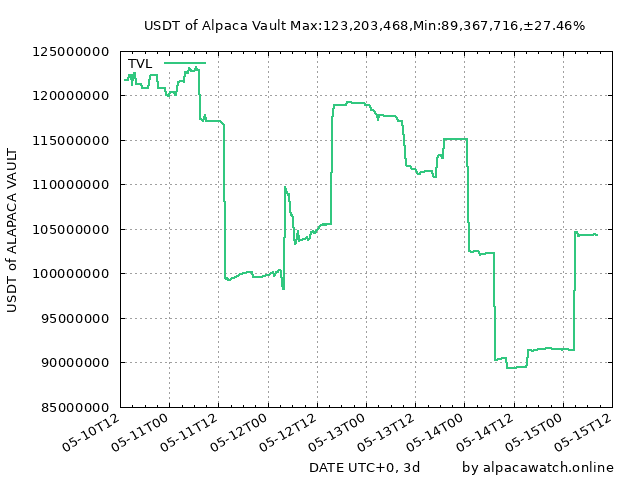 USDT of Alpaca Vault Max:123,203,468,Min:89,367,716,±27.46%
TVL
125000000
120000000
115000000
110000000
105000000
100000000
95000000
90000000
85000000
USDT of ALAPACA VAULT
05-10T12
05-11T00
05-11T12
05-12T00
05-12T12
05-13T00
05-13T12
05-14T00
05-14T12
05-15T00
05-15T12
DATE UTC+0, 3d
by alpacawatch.online